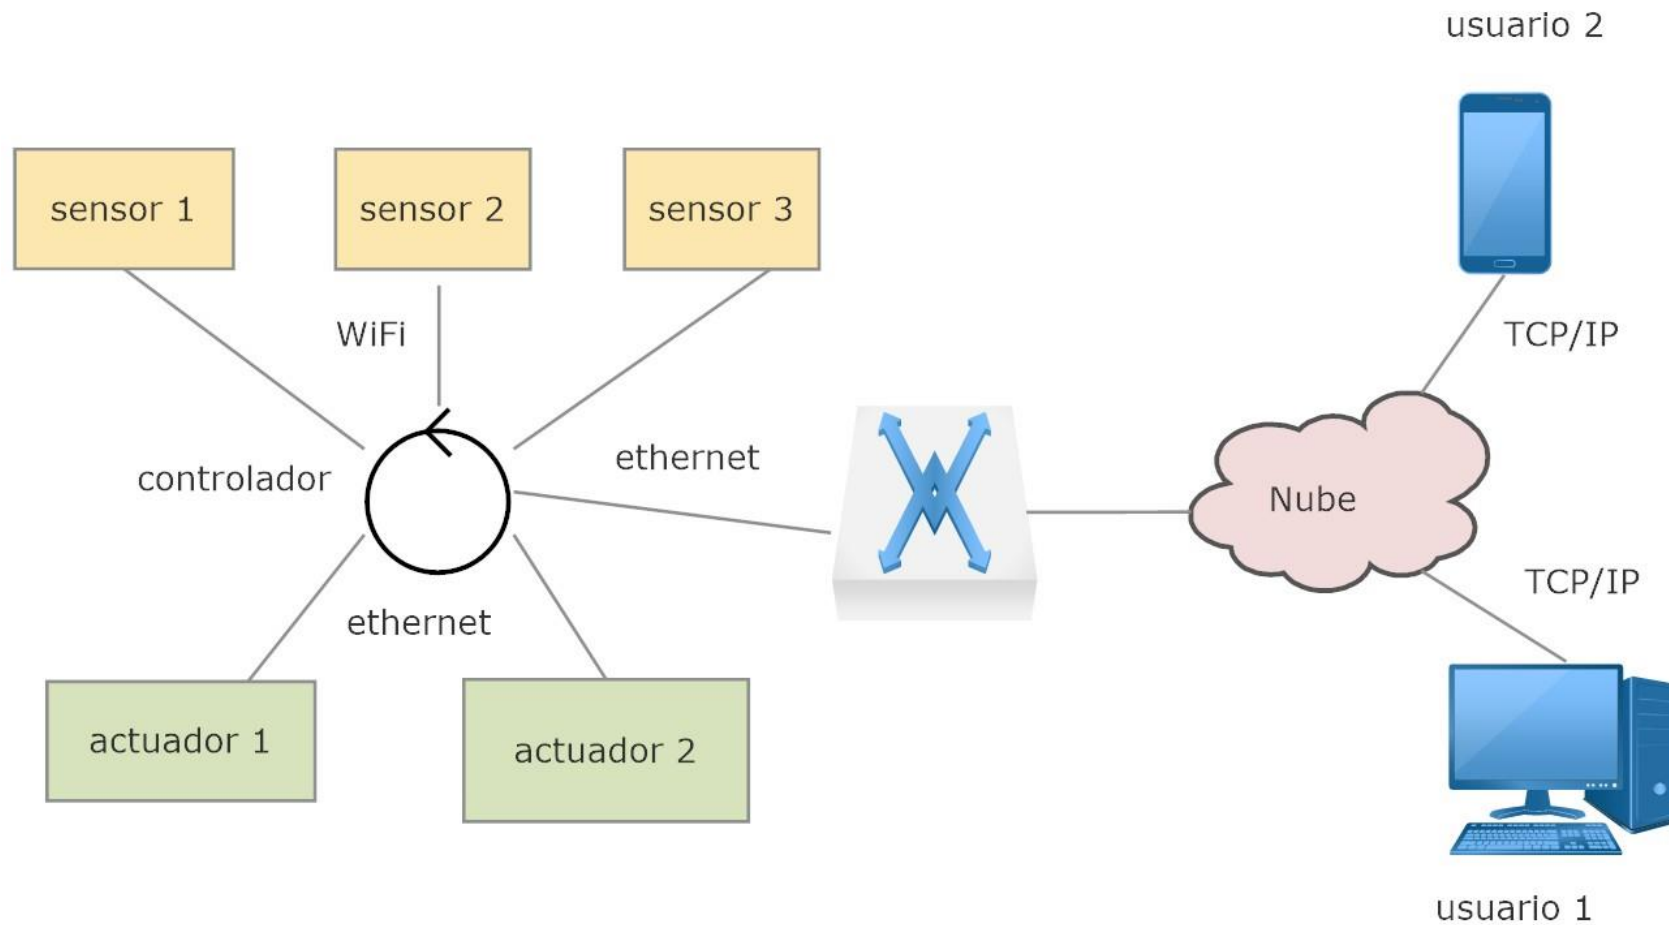 usuario 2
sensor 1
sensor 2
sensor 3
WiFi
TCP/IP
controlador
ethernet
Nube
TCP/IP
ethernet
actuador 1
actuador 2
usuario 1